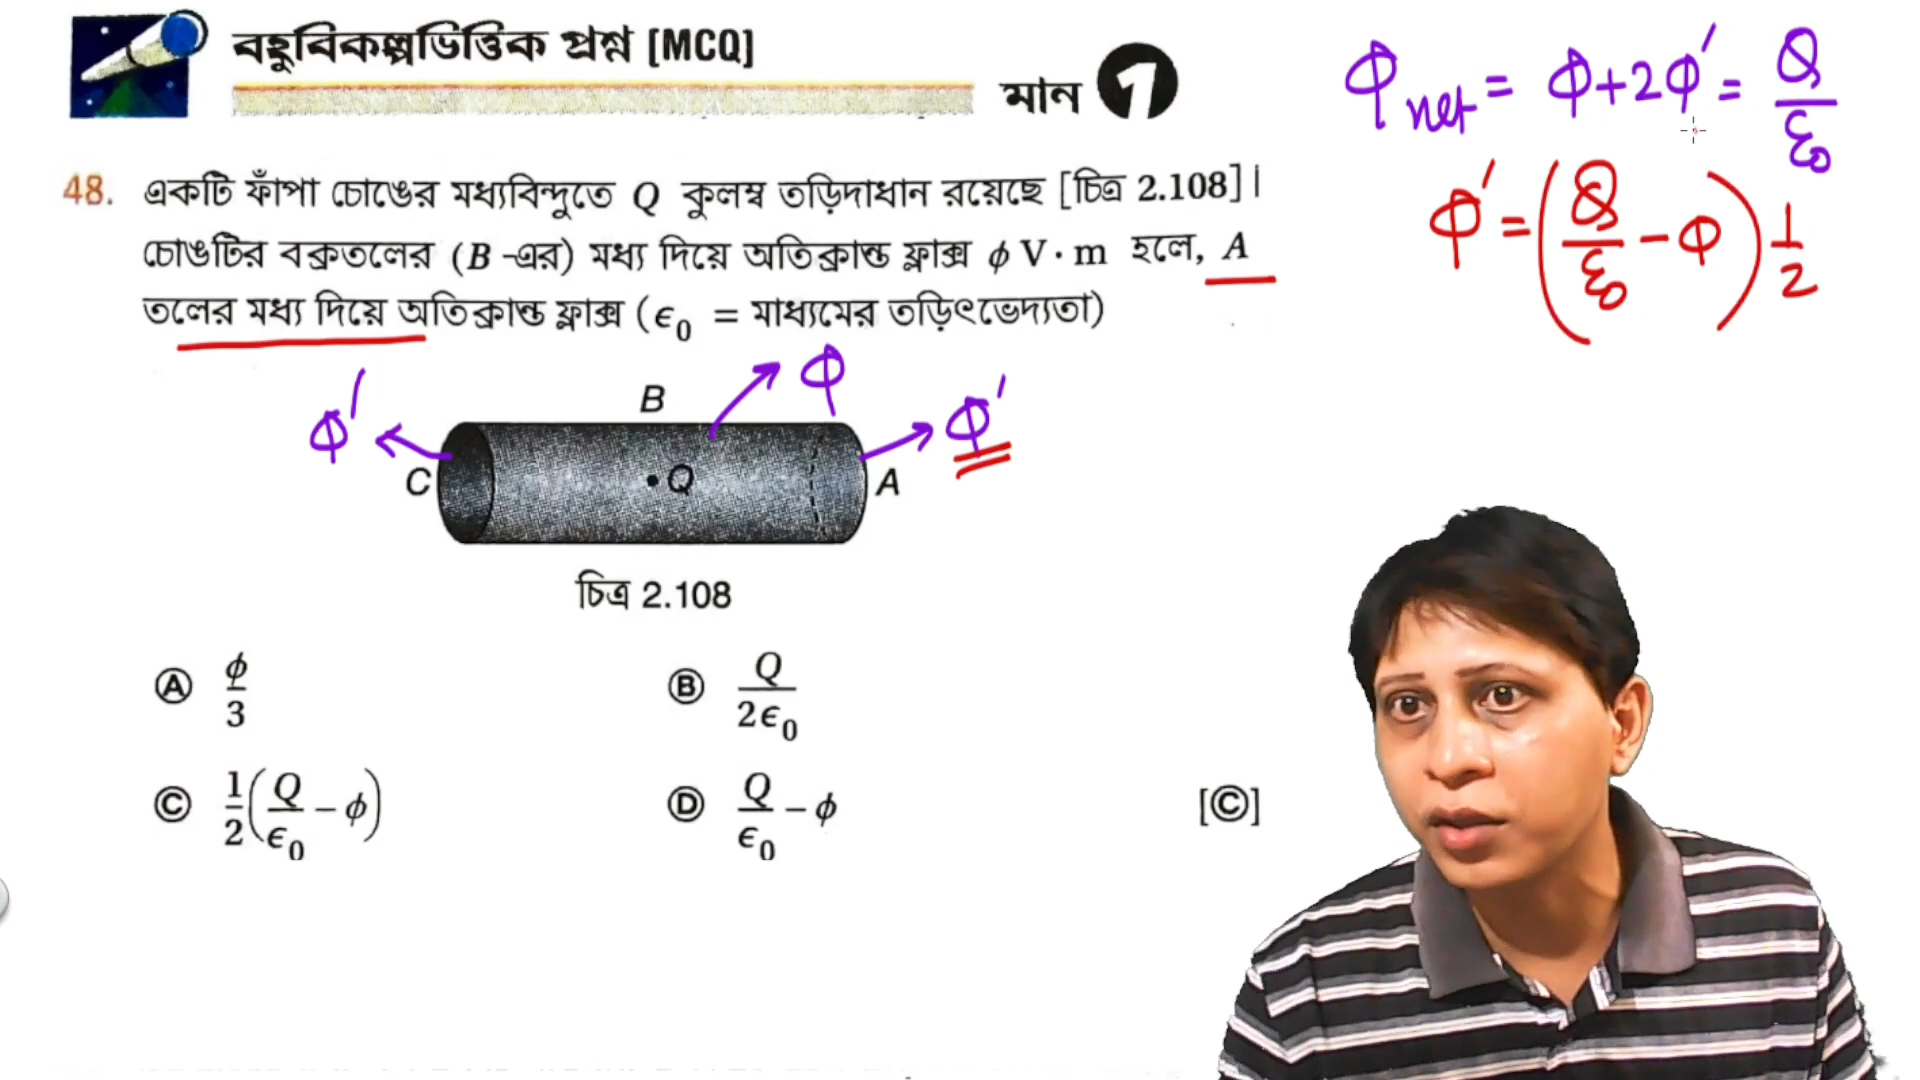 বহুবিকল্পভিত্তিক প্রশ্ন [MCQ]
মান 1
48. একটি ফাঁপা চোঙের মধ্যবিন্দুতে Q কুলম্ব তড়িদাধান রয়েছে [চিত্র 2.108]।
চোঙটির বক্রতলের (B -এর) মধ্য দিয়ে অতিক্রান্ত ফ্লাক্স ϕ V·m হলে, A
তলের মধ্য দিয়ে অতিক্রান্ত ফ্লাক্স (ϵ₀ = মাধ্যমের তড়িৎভেদ্যতা)
ϕ net = ϕ+2ϕ' = Q/ε₀
ϕ' = (Q/ε₀ - ϕ) 1/2
ϕ' B ϕ ϕ'
C Q A
চিত্র 2.108
Ⓐ ϕ/3 Ⓑ Q/2ϵ₀
Ⓒ 1/2(Q/ϵ₀ - ϕ) Ⓓ Q/ϵ₀ - ϕ [Ⓒ]